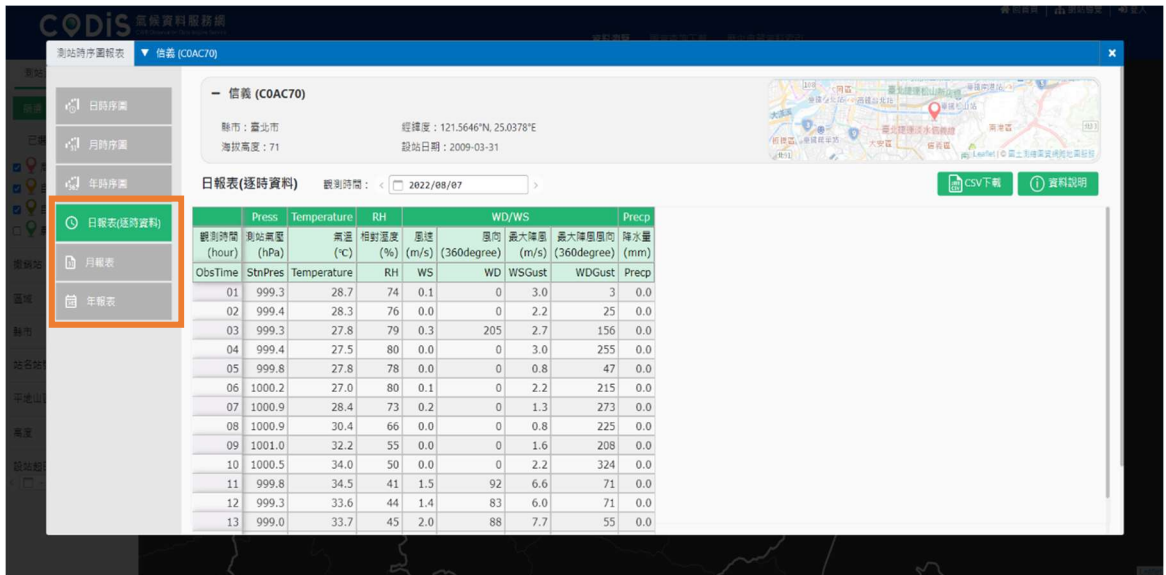 CODiS 氣候資料服務網
測站時序圖報表 ▼ 信義 (C0AC70) ×
日時序圖
月時序圖
年時序圖
日報表(逐時資料)
月報表
年報表
− 信義 (C0AC70)
縣市：臺北市 經緯度：121.5646°N, 25.0378°E
海拔高度：71 設站日期：2009-03-31
日報表(逐時資料) 觀測時間： < 2022/08/07 > CSV下載 資料說明
Press Temperature RH WD/WS Precp
觀測時間 測站氣壓 氣溫 相對溼度 風速 風向 最大陣風 最大陣風風向 降水量
(hour) (hPa) (℃) (%) (m/s) (360degree) (m/s) (360degree) (mm)
ObsTime StnPres Temperature RH WS WD WSGust WDGust Precp
01 999.3 28.7 74 0.1 0 3.0 3 0.0
02 999.4 28.3 76 0.0 0 2.2 25 0.0
03 999.3 27.8 79 0.3 205 2.7 156 0.0
04 999.4 27.5 80 0.0 0 3.0 255 0.0
05 999.8 27.8 78 0.0 0 0.8 47 0.0
06 1000.2 27.0 80 0.1 0 2.2 215 0.0
07 1000.9 28.4 73 0.2 0 1.3 273 0.0
08 1000.9 30.4 66 0.0 0 0.8 225 0.0
09 1001.0 32.2 55 0.0 0 1.6 208 0.0
10 1000.5 34.0 50 0.0 0 2.2 324 0.0
11 999.8 34.5 41 1.5 92 6.6 71 0.0
12 999.3 33.6 44 1.4 83 6.0 71 0.0
13 999.0 33.7 45 2.0 88 7.7 55 0.0